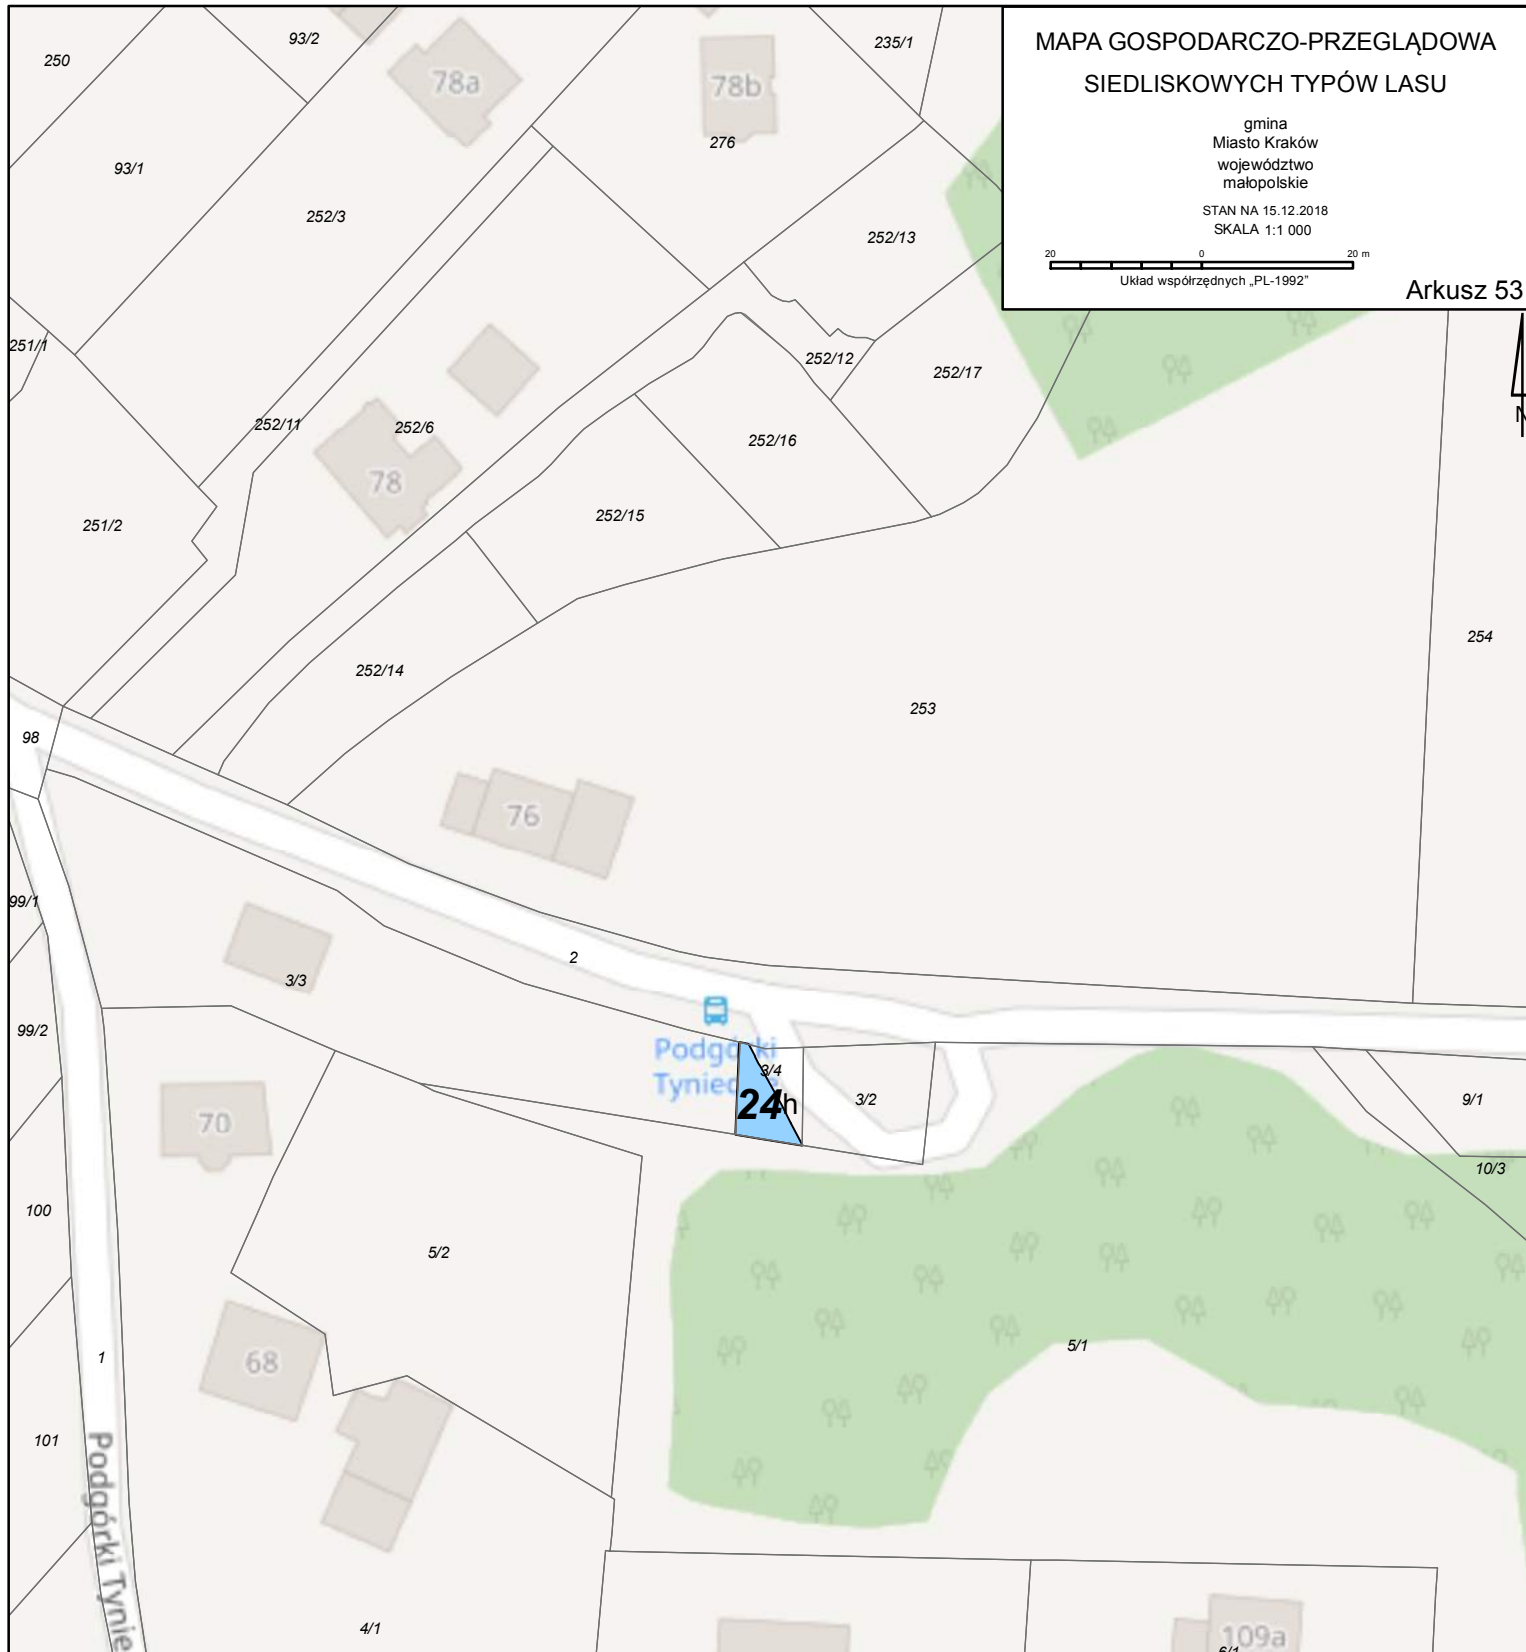 MAPA GOSPODARCZO-PRZEGLĄDOWA
SIEDLISKOWYCH TYPÓW LASU
gmina
Miasto Kraków
województwo
małopolskie
STAN NA 15.12.2018
SKALA 1:1 000
20 0 20 m
Układ współrzędnych „PL-1992”
Arkusz 53
N
250
93/2
78a
78b
235/1
276
93/1
252/3
252/13
251/1
252/12
252/17
252/11
252/6
252/16
78
251/2
252/15
254
252/14
253
98
76
99/1
2
3/3
99/2
Podgórki
Tynieckie
3/4
24h
3/2
9/1
70
10/3
100
5/2
5/1
68
1
101
Podgórki Tynie
4/1
109a
6/1